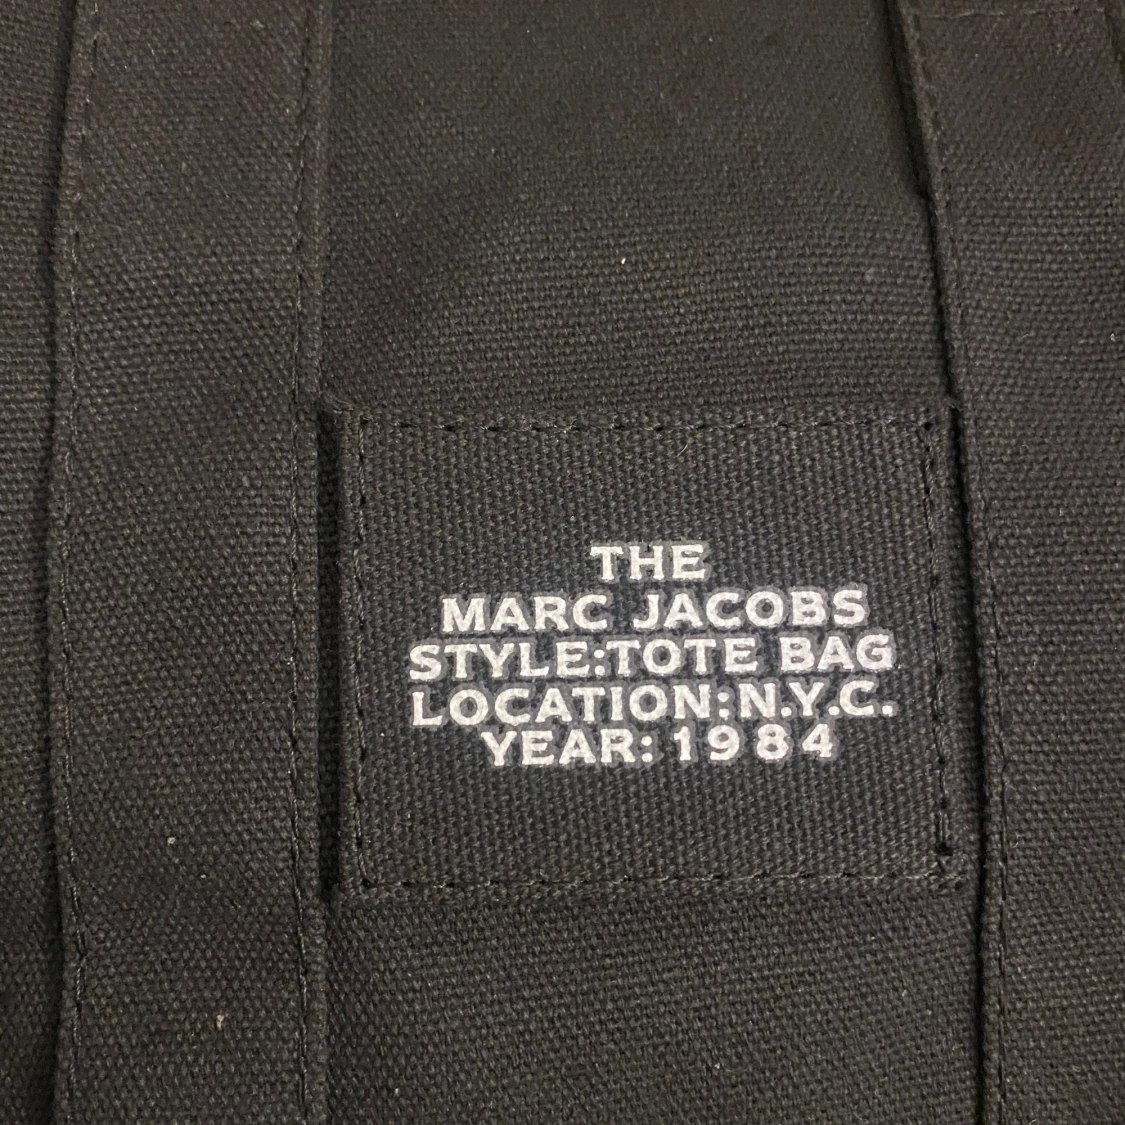 THE
MARC JACOBS
STYLE:TOTE BAG
LOCATION:N.Y.C.
YEAR: 1984